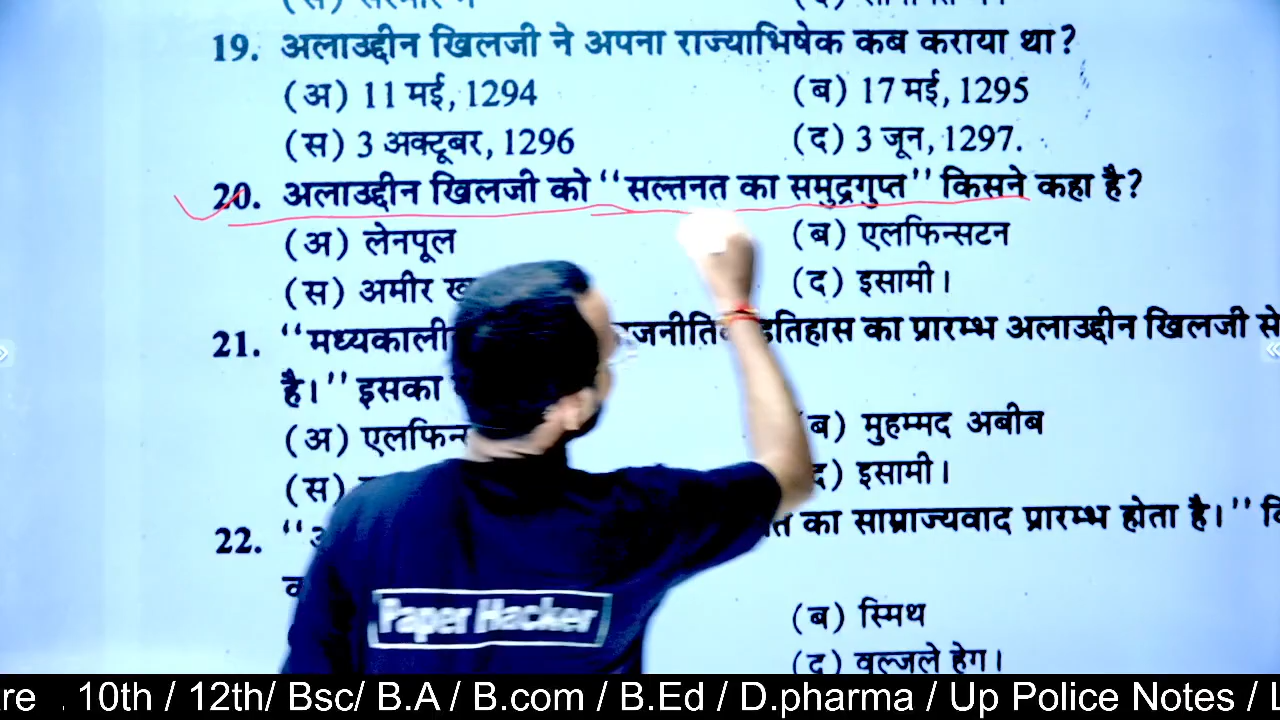 19. अलाउद्दीन खिलजी ने अपना राज्याभिषेक कब कराया था?
(अ) 11 मई, 1294 (ब) 17 मई, 1295
(स) 3 अक्टूबर, 1296 (द) 3 जून, 1297.
20. अलाउद्दीन खिलजी को ‘‘सल्तनत का समुद्रगुप्त’’ किसने कहा है?
(अ) लेनपूल (ब) एलफिन्सटन
(स) अमीर (द) इसामी।
21. ‘‘मध्यकाली का प्रारम्भ अलाउद्दीन खिलजी से
है।’’ इसका
(अ) एलफिन्स ब) मुहम्मद अबीब
(स) द) इसामी।
22. ‘‘ का साम्राज्यवाद प्रारम्भ होता है।’’
(ब) स्मिथ
(द) वूल्जले हेग।
Paper Hacker
re . 10th / 12th/ Bsc/ B.A / B.com / B.Ed / D.pharma / Up Police Notes /